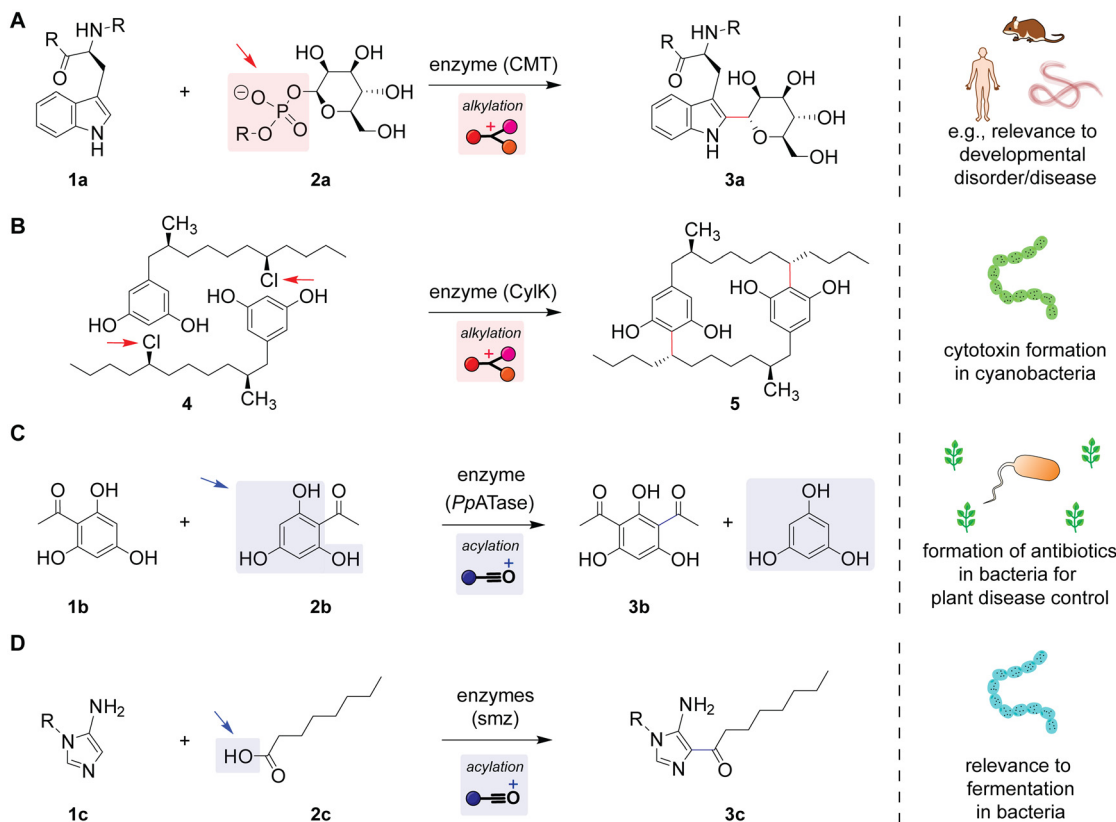 A
R
HN-R
O
N
H
1a
+
⊖
O
P
O
R-O
O
HO
OH
OH
O
OH
2a
enzyme (CMT)
alkylation
+
R
HN-R
O
N
H
HO
OH
OH
O
OH
3a
e.g., relevance to
developmental
disorder/disease
B
CH3
Cl
HO
OH
HO
OH
Cl
CH3
4
enzyme (CylK)
alkylation
+
CH3
HO
OH
HO
OH
CH3
5
cytotoxin formation
in cyanobacteria
C
O
OH
HO
OH
1b
+
OH
O
HO
OH
2b
enzyme
(PpATase)
acylation
+
O
O
OH
O
HO
OH
3b
+
OH
HO
OH
formation of antibiotics
in bacteria for
plant disease control
D
R
NH2
N
N
1c
+
HO
O
2c
enzymes
(smz)
acylation
+
O
R
NH2
N
N
O
3c
relevance to
fermentation
in bacteria